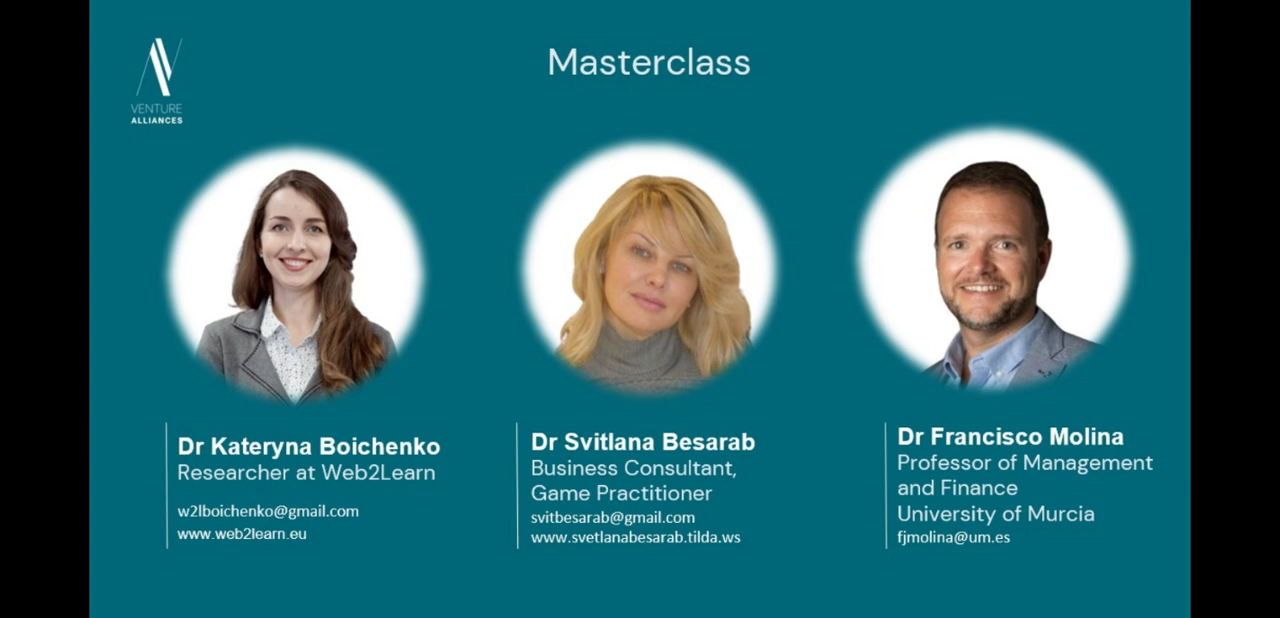 VENTURE
ALLIANCES
Masterclass
Dr Kateryna Boichenko
Researcher at Web2Learn
w2lboichenko@gmail.com
www.web2learn.eu
Dr Svitlana Besarab
Business Consultant,
Game Practitioner
svitbesarab@gmail.com
www.svetlanabesarab.tilda.ws
Dr Francisco Molina
Professor of Management
and Finance
University of Murcia
fjmolina@um.es